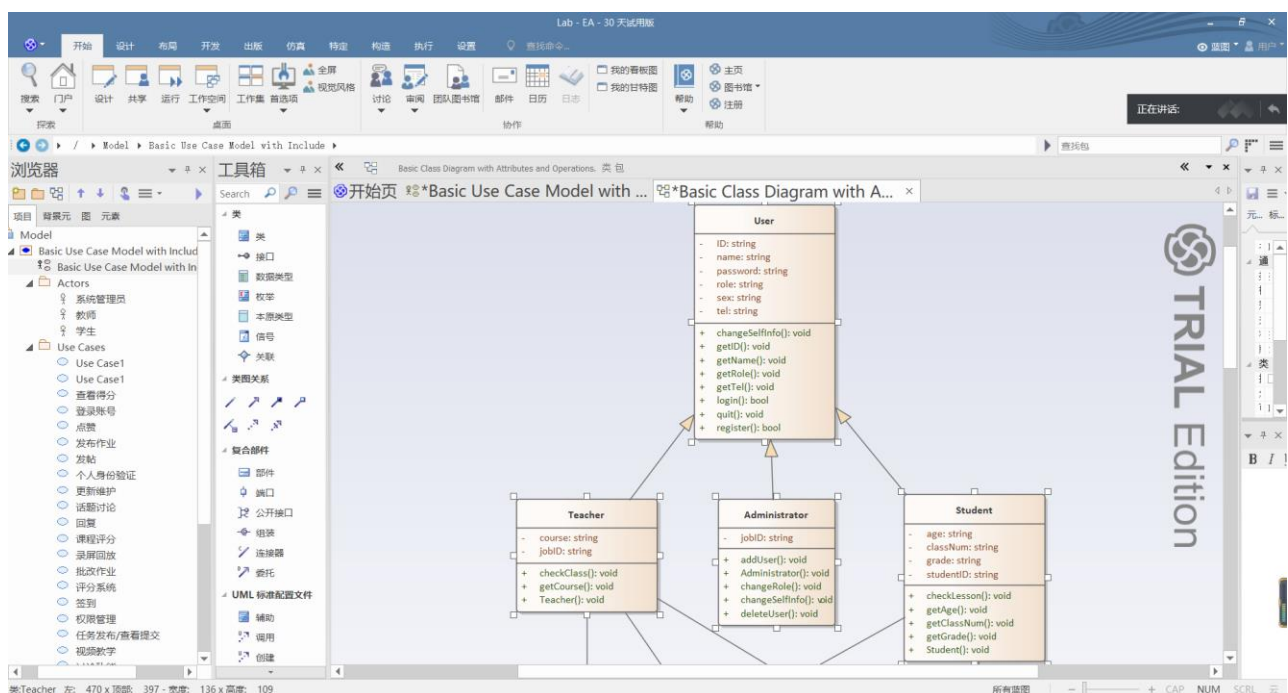 Lab - EA - 30 天试用版
开始 设计 布局 开发 出版 仿真 特定 构造 执行 设置 查找命令...
蓝图 用户
搜索 门户 设计 共享 运行 工作空间 工作集 首选项 全屏 视觉风格 讨论 审阅 团队图书馆 邮件 日历 日志 我的看板图 我的甘特图 帮助 主页 图书馆 注册
探索 桌面 协作 帮助
正在讲话:
/ Model Basic Use Case Model with Include
查找包
浏览器
项目 背景元 图 元素
Model
Basic Use Case Model with Includ
Basic Use Case Model with In
Actors
系统管理员
教师
学生
Use Cases
Use Case1
Use Case1
查看得分
登录账号
点赞
发布作业
发帖
个人身份验证
更新维护
话题讨论
回复
课程评分
录屏回放
批改作业
评分系统
签到
权限管理
任务发布/查看提交
视频教学
工具箱
Search
类
类
接口
数据类型
枚举
本原类型
信号
关联
类图关系
复合部件
部件
端口
公开接口
组装
连接器
委托
UML 标准配置文件
辅助
调用
创建
Basic Class Diagram with Attributes and Operations. 类 包
开始页 *Basic Use Case Model with ... *Basic Class Diagram with A... ×
User
- ID: string
- name: string
- password: string
- role: string
- sex: string
- tel: string
+ changeSelfInfo(): void
+ getID(): void
+ getName(): void
+ getRole(): void
+ getTel(): void
+ login(): bool
+ quit(): void
+ register(): bool
Teacher
- course: string
- jobID: string
+ checkClass(): void
+ getCourse(): void
+ Teacher(): void
Administrator
- jobID: string
+ addUser(): void
+ Administrator(): void
+ changeRole(): void
+ changeSelfInfo(): void
+ deleteUser(): void
Student
- age: string
- classNum: string
- grade: string
- studentID: string
+ checkLesson(): void
+ getAge(): void
+ getClassNum(): void
+ getGrade(): void
+ Student(): void
TRIAL Edition
元... 标...
通
类
B I
类:Teacher 左: 470 x 顶部: 397 - 宽度: 136 x 高度: 109
所有蓝图
CAP NUM SCRL